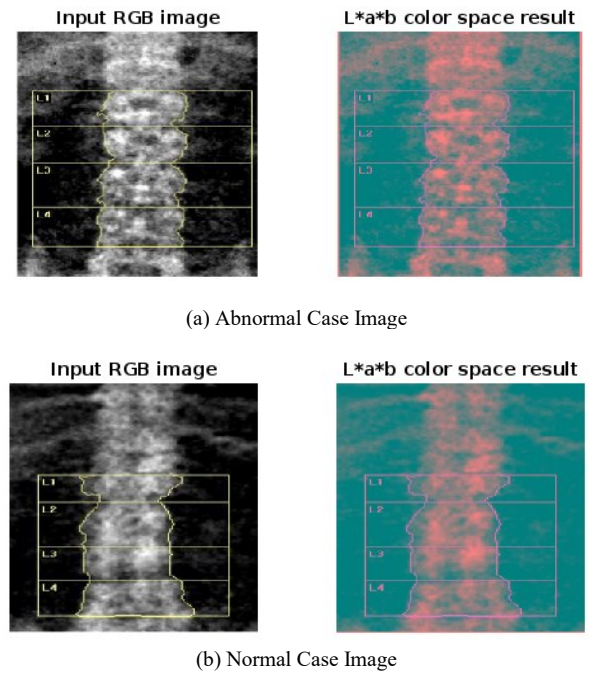 Input RGB image
L*a*b color space result
L1
L2
L3
L4
L1
L2
L3
L4
(a) Abnormal Case Image
Input RGB image
L*a*b color space result
L1
L2
L3
L4
L1
L2
L3
L4
(b) Normal Case Image